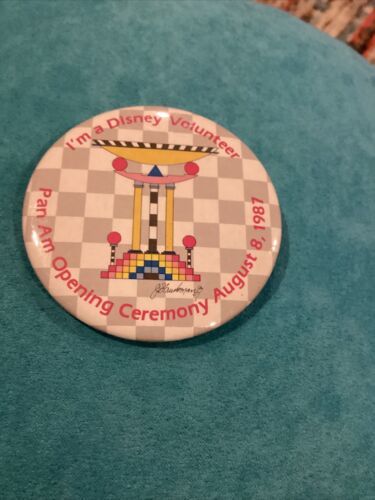 I'm a Disney Volunteer
Pan Am Opening Ceremony August 8, 1987